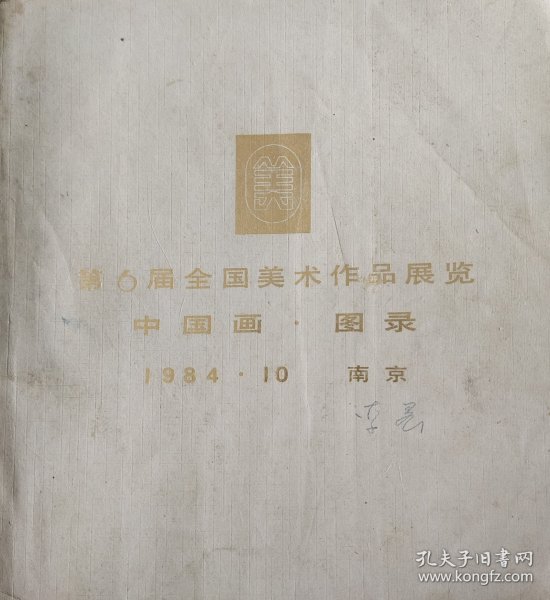 美
第6届全国美术作品展览
中国画·图录
1984·10 南京
孔夫子旧书网
www.kongfz.com